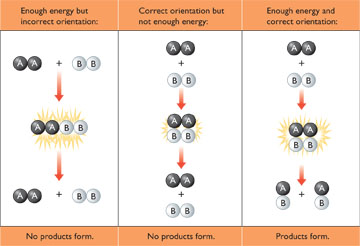 Enough energy but
incorrect orientation:
A A + B B
A A B B
A A + B B
No products form.
Correct orientation but
not enough energy:
A A
+
B B
A A
B B
A A
+
B B
No products form.
Enough energy and
correct orientation:
A A
+
B B
A A
B B
A + A
B B
Products form.